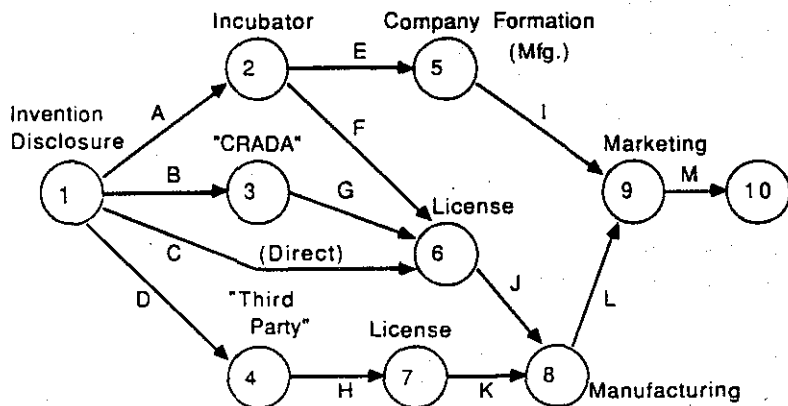 Incubator
Company Formation
(Mfg.)
2
E
5
A
I
Invention
Disclosure
F
"CRADA"
Marketing
1
B
3
G
License
9
M
10
C
(Direct)
6
D
"Third
Party"
J
L
License
4
H
7
K
8
Manufacturing